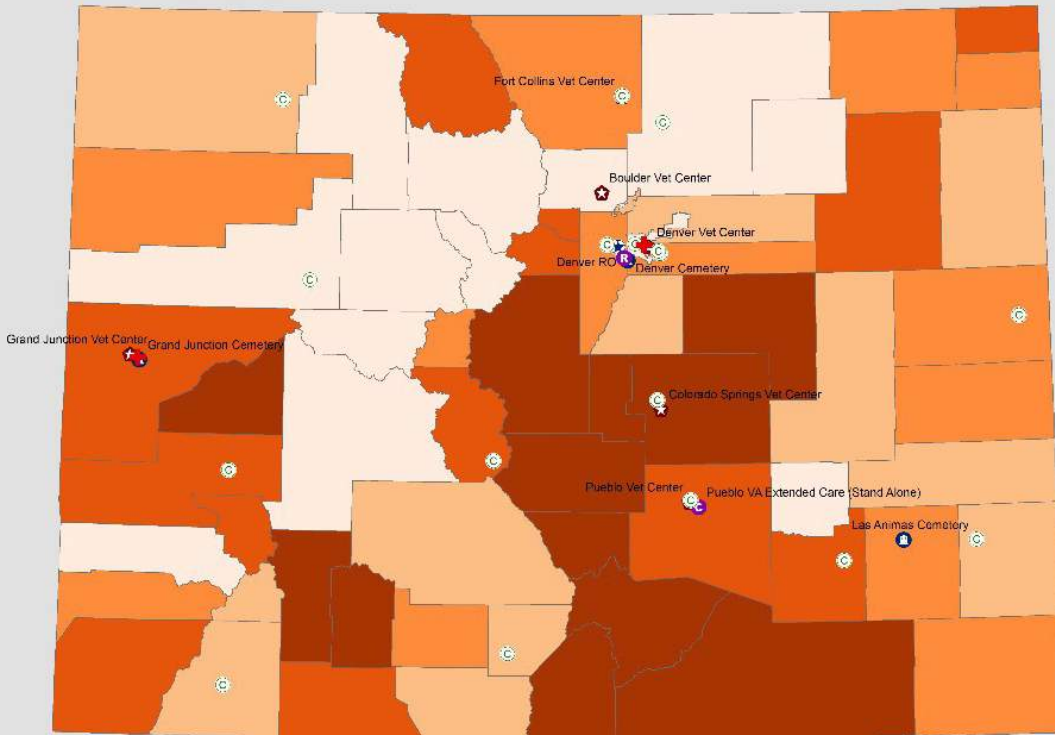 Fort Collins Vet Center
C
C
C
Boulder Vet Center
Denver Vet Center
C
C
C
Denver RO
R
Denver Cemetery
C
C
Grand Junction Vet Center
Grand Junction Cemetery
Colorado Springs Vet Center
C
C
C
Pueblo Vet Center
C
Pueblo VA Extended Care (Stand Alone)
C
Las Animas Cemetery
C
C
C
C